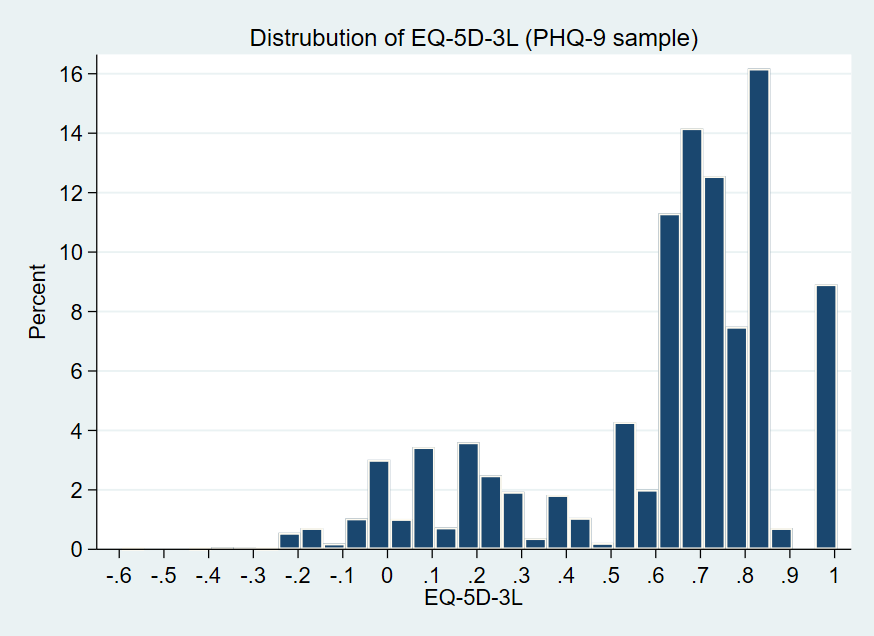 Distrubution of EQ-5D-3L (PHQ-9 sample)
16
14
12
10
8
6
4
2
0
Percent
-.6 -.5 -.4 -.3 -.2 -.1 0 .1 .2 .3 .4 .5 .6 .7 .8 .9 1
EQ-5D-3L